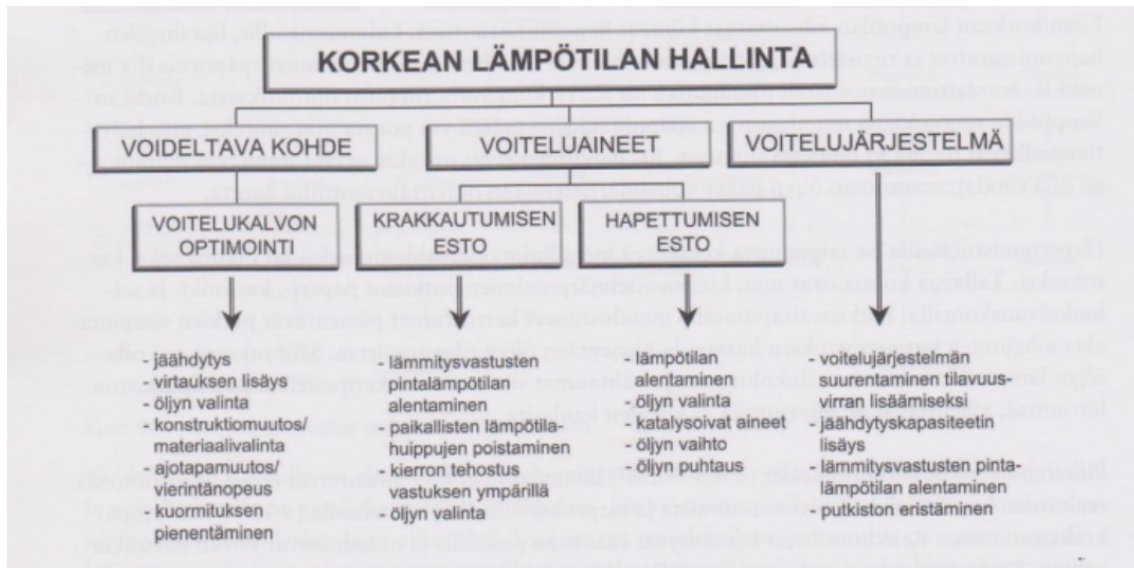 KORKEAN LÄMPÖTILAN HALLINTA
VOIDELTAVA KOHDE
VOITELUAINEET
VOITELUJÄRJESTELMÄ
VOITELUKALVON
OPTIMOINTI
KRAKKAUTUMISEN
ESTO
HAPETTUMISEN
ESTO
- jäähdytys
- virtauksen lisäys
- öljyn valinta
- konstruktiomuutos/
materiaalivalinta
- ajotapamuutos/
vierintänopeus
- kuormituksen
pienentäminen
- lämmitysvastusten
pintalämpötilan
alentaminen
- paikallisten lämpötila-
huippujen poistaminen
- kierron tehostus
vastuksen ympärillä
- öljyn valinta
- lämpötilan
alentaminen
- öljyn valinta
- katalysoivat aineet
- öljyn vaihto
- öljyn puhtaus
- voitelujärjestelmän
suurentaminen tilavuus-
virran lisäämiseksi
- jäähdytyskapasiteetin
lisäys
- lämmitysvastusten pinta-
lämpötilan alentaminen
- putkiston eristäminen